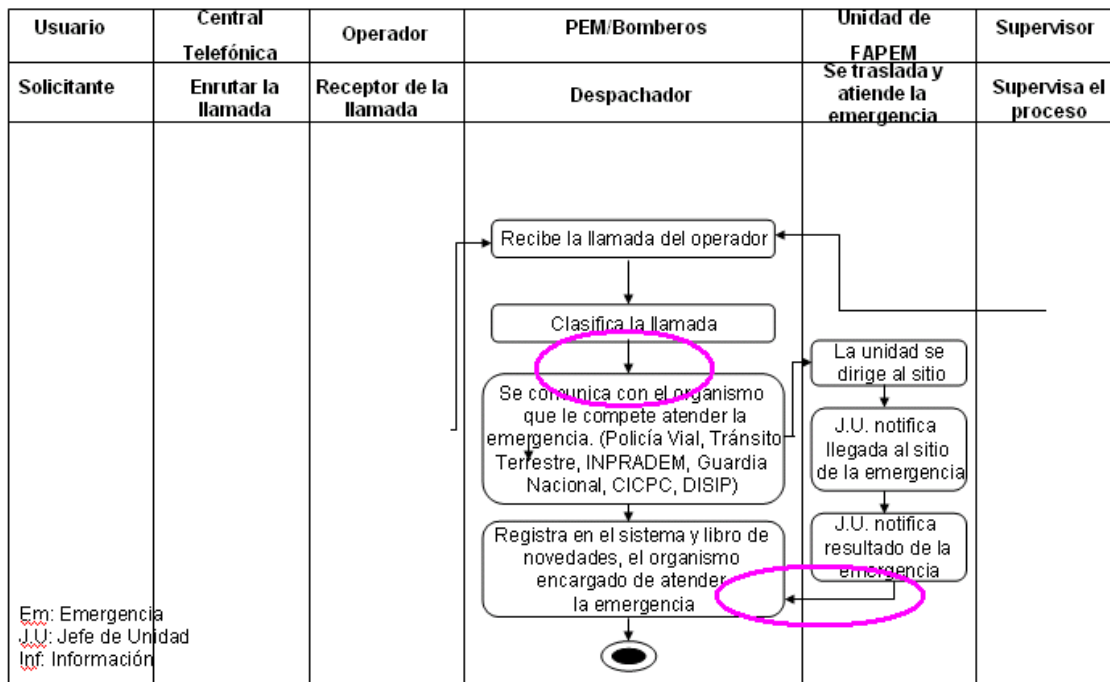 Usuario
Central
Telefónica
Operador
PEM/Bomberos
Unidad de
FAPEM
Supervisor
Solicitante
Enrutar la
llamada
Receptor de la
llamada
Despachador
Se traslada y
atiende la
emergencia
Supervisa el
proceso
Recibe la llamada del operador
Clasifica la llamada
Se comunica con el organismo
que le compete atender la
emergencia. (Policía Vial, Tránsito
Terrestre, INPRADEM, Guardia
Nacional, CICPC, DISIP)
Registra en el sistema y libro de
novedades, el organismo
encargado de atender
la emergencia
La unidad se
dirige al sitio
J.U. notifica
llegada al sitio
de la emergencia
J.U. notifica
resultado de la
emergencia
Em: Emergencia
J.U: Jefe de Unidad
Inf: Información